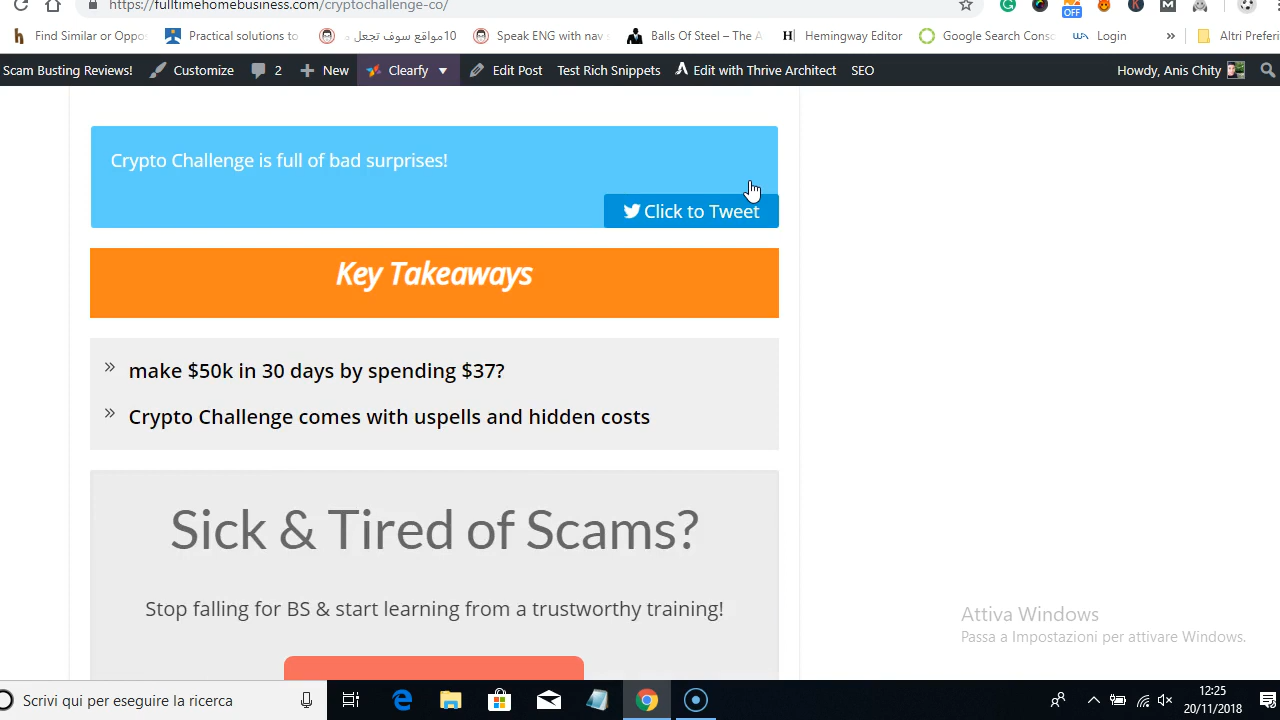 https://fulltimehomebusiness.com/cryptochallenge-co/
OFF
Find Similar or Oppo
Practical solutions to
10مواقع سوف تجعل
Speak ENG with nav
Balls Of Steel – The A
Hemingway Editor
Google Search Conso
Login
»
Altri Preferi
Scam Busting Reviews!
Customize
2
New
Clearfy
Edit Post
Test Rich Snippets
Edit with Thrive Architect
SEO
Howdy, Anis Chity
Crypto Challenge is full of bad surprises!
Click to Tweet
Key Takeaways
» make $50k in 30 days by spending $37?
» Crypto Challenge comes with uspells and hidden costs
Sick & Tired of Scams?
Stop falling for BS & start learning from a trustworthy training!
Attiva Windows
Passa a Impostazioni per attivare Windows.
Scrivi qui per eseguire la ricerca
12:25
20/11/2018